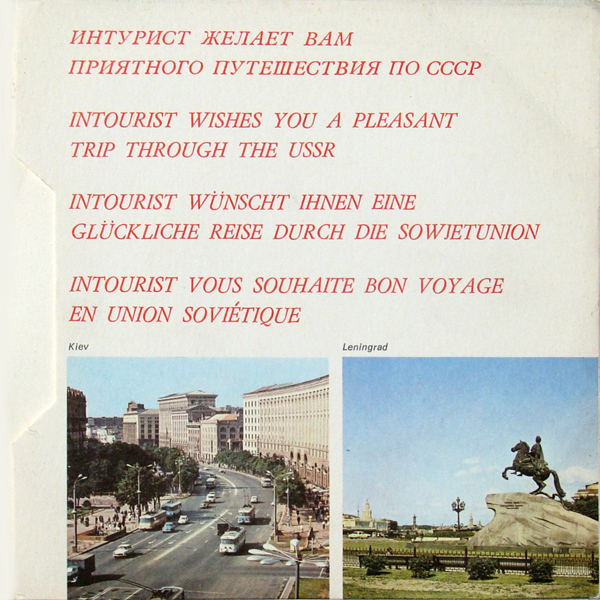 ИНТУРИСТ ЖЕЛАЕТ ВАМ
ПРИЯТНОГО ПУТЕШЕСТВИЯ ПО СССР
INTOURIST WISHES YOU A PLEASANT
TRIP THROUGH THE USSR
INTOURIST WÜNSCHT IHNEN EINE
GLÜCKLICHE REISE DURCH DIE SOWJETUNION
INTOURIST VOUS SOUHAITE BON VOYAGE
EN UNION SOVIÉTIQUE
Kiev
Leningrad